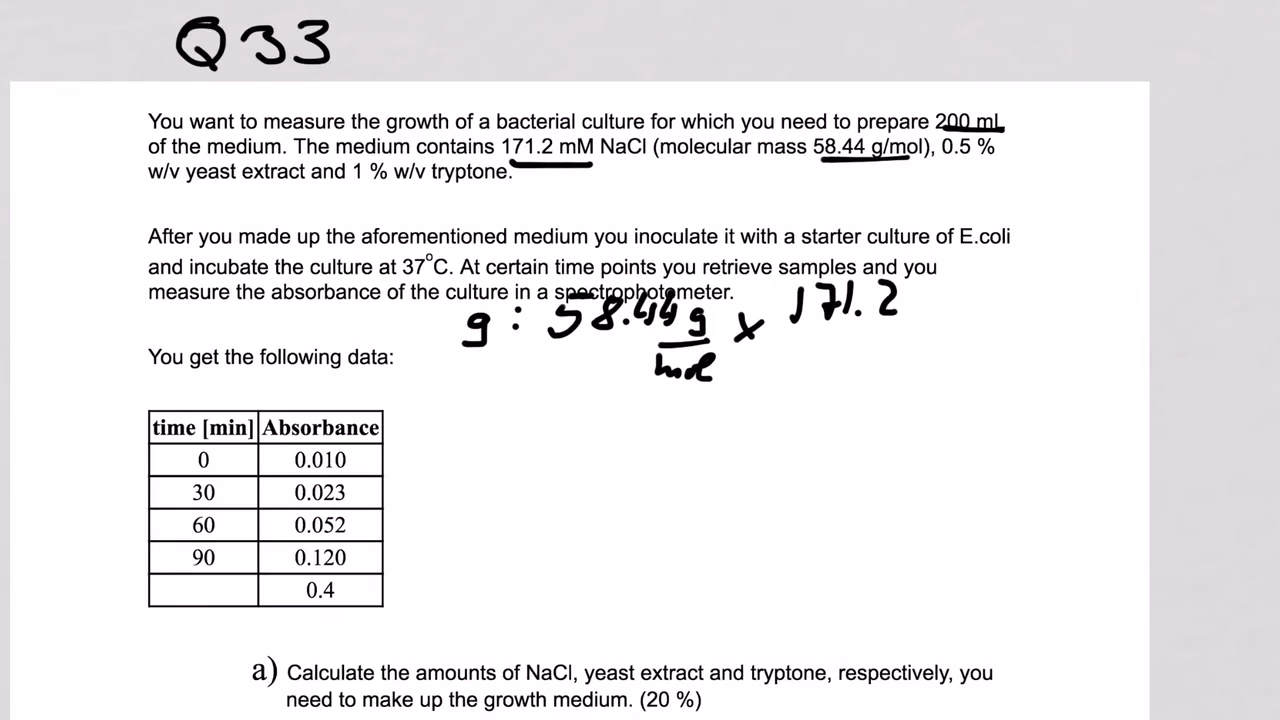 Q33
You want to measure the growth of a bacterial culture for which you need to prepare 200 ml
of the medium. The medium contains 171.2 mM NaCl (molecular mass 58.44 g/mol), 0.5 %
w/v yeast extract and 1 % w/v tryptone.
After you made up the aforementioned medium you inoculate it with a starter culture of E.coli
and incubate the culture at 37°C. At certain time points you retrieve samples and you
measure the absorbance of the culture in a spectrophotometer.
g : 58.44 g/mol x 171.2
You get the following data:
time [min] Absorbance
0 0.010
30 0.023
60 0.052
90 0.120
0.4
a) Calculate the amounts of NaCl, yeast extract and tryptone, respectively, you
need to make up the growth medium. (20 %)